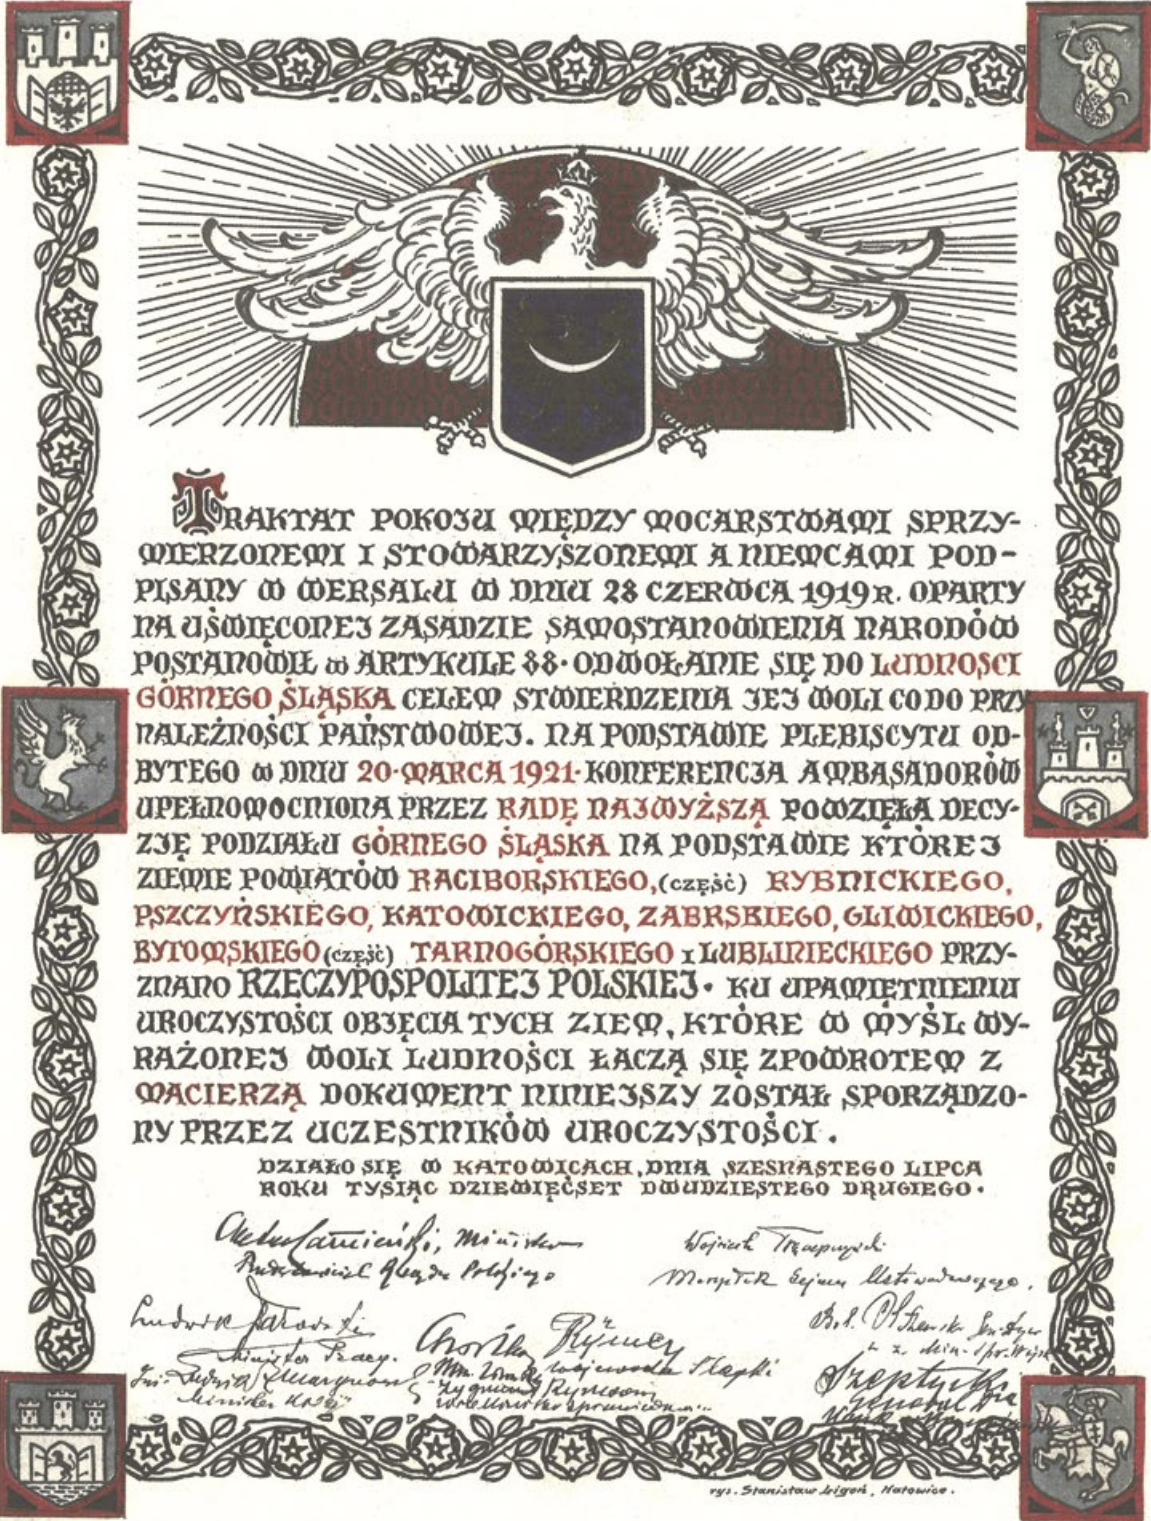 TRAKTAT POKOJU MIĘDZY MOCARSTWAMI SPRZY-
MIERZONEMI I STOWARZYSZONEMI A NIEMCAMI POD-
PISANY W WERSALU W DNIU 28 CZERWCA 1919 R. OPARTY
NA UŚWIĘCONEJ ZASADZIE SAMOSTANOWIENIA NARODÓW
POSTANOWIŁ W ARTYKULE 88· ODWOŁANIE SIĘ DO LUDNOŚCI
GÓRNEGO ŚLĄSKA CELEM STWIERDZENIA JEJ WOLI CO DO PRZY
NALEŻNOŚCI PAŃSTWOWEJ. NA PODSTAWIE PLEBISCYTU OD-
BYTEGO W DNIU 20·MARCA 1921·KONFERENCJA AMBASADORÓW
UPEŁNOMOCNIONA PRZEZ RADĘ NAJWYŻSZĄ POWZIĘŁA DECY-
ZJĘ PODZIAŁU GÓRNEGO ŚLĄSKA NA PODSTAWIE KTÓREJ
ZIEMIE POWIATÓW RACIBORSKIEGO,(CZĘŚĆ) RYBNICKIEGO,
PSZCZYŃSKIEGO, KATOWICKIEGO, ZABRSKIEGO, GLIWICKIEGO,
BYTOMSKIEGO (CZĘŚĆ) TARNOGÓRSKIEGO I LUBLINIECKIEGO PRZY-
ZNANO RZECZYPOSPOLITEJ POLSKIEJ· KU UPAMIĘTNIENIU
UROCZYSTOŚCI OBJĘCIA TYCH ZIEM, KTÓRE W MYŚL WY-
RAŻONEJ WOLI LUDNOŚCI ŁACZĄ SIĘ ZPOWROTEM Z
MACIERZĄ DOKUMENT NINIEJSZY ZOSTAŁ SPORZĄDZO-
NY PRZEZ UCZESTNIKÓW UROCZYSTOŚCI.
DZIAŁO SIĘ W KATOWICACH, DNIA SZESNASTEGO LIPCA
ROKU TYSIĄC DZIEWIĘĆSET DWUDZIESTEGO DRUGIEGO·
Kamieński, Minister
Wojciech
Sejmu Ustawodawczego.
Ludwik
Minister Pracy.
Rymer
Wojewoda Śląski
Szeptycki
rys. Stanisław Ligoń, Katowice.